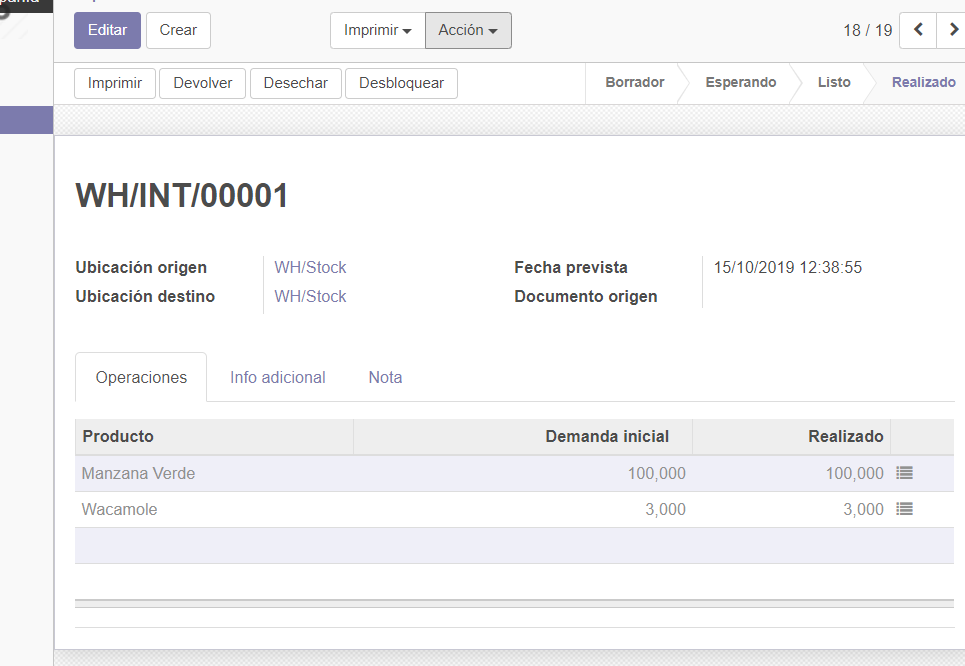 Editar Crear Imprimir Acción 18 / 19
Imprimir Devolver Desechar Desbloquear Borrador Esperando Listo Realizado
WH/INT/00001
Ubicación origen WH/Stock Fecha prevista 15/10/2019 12:38:55
Ubicación destino WH/Stock Documento origen
Operaciones Info adicional Nota
Producto Demanda inicial Realizado
Manzana Verde 100,000 100,000
Wacamole 3,000 3,000